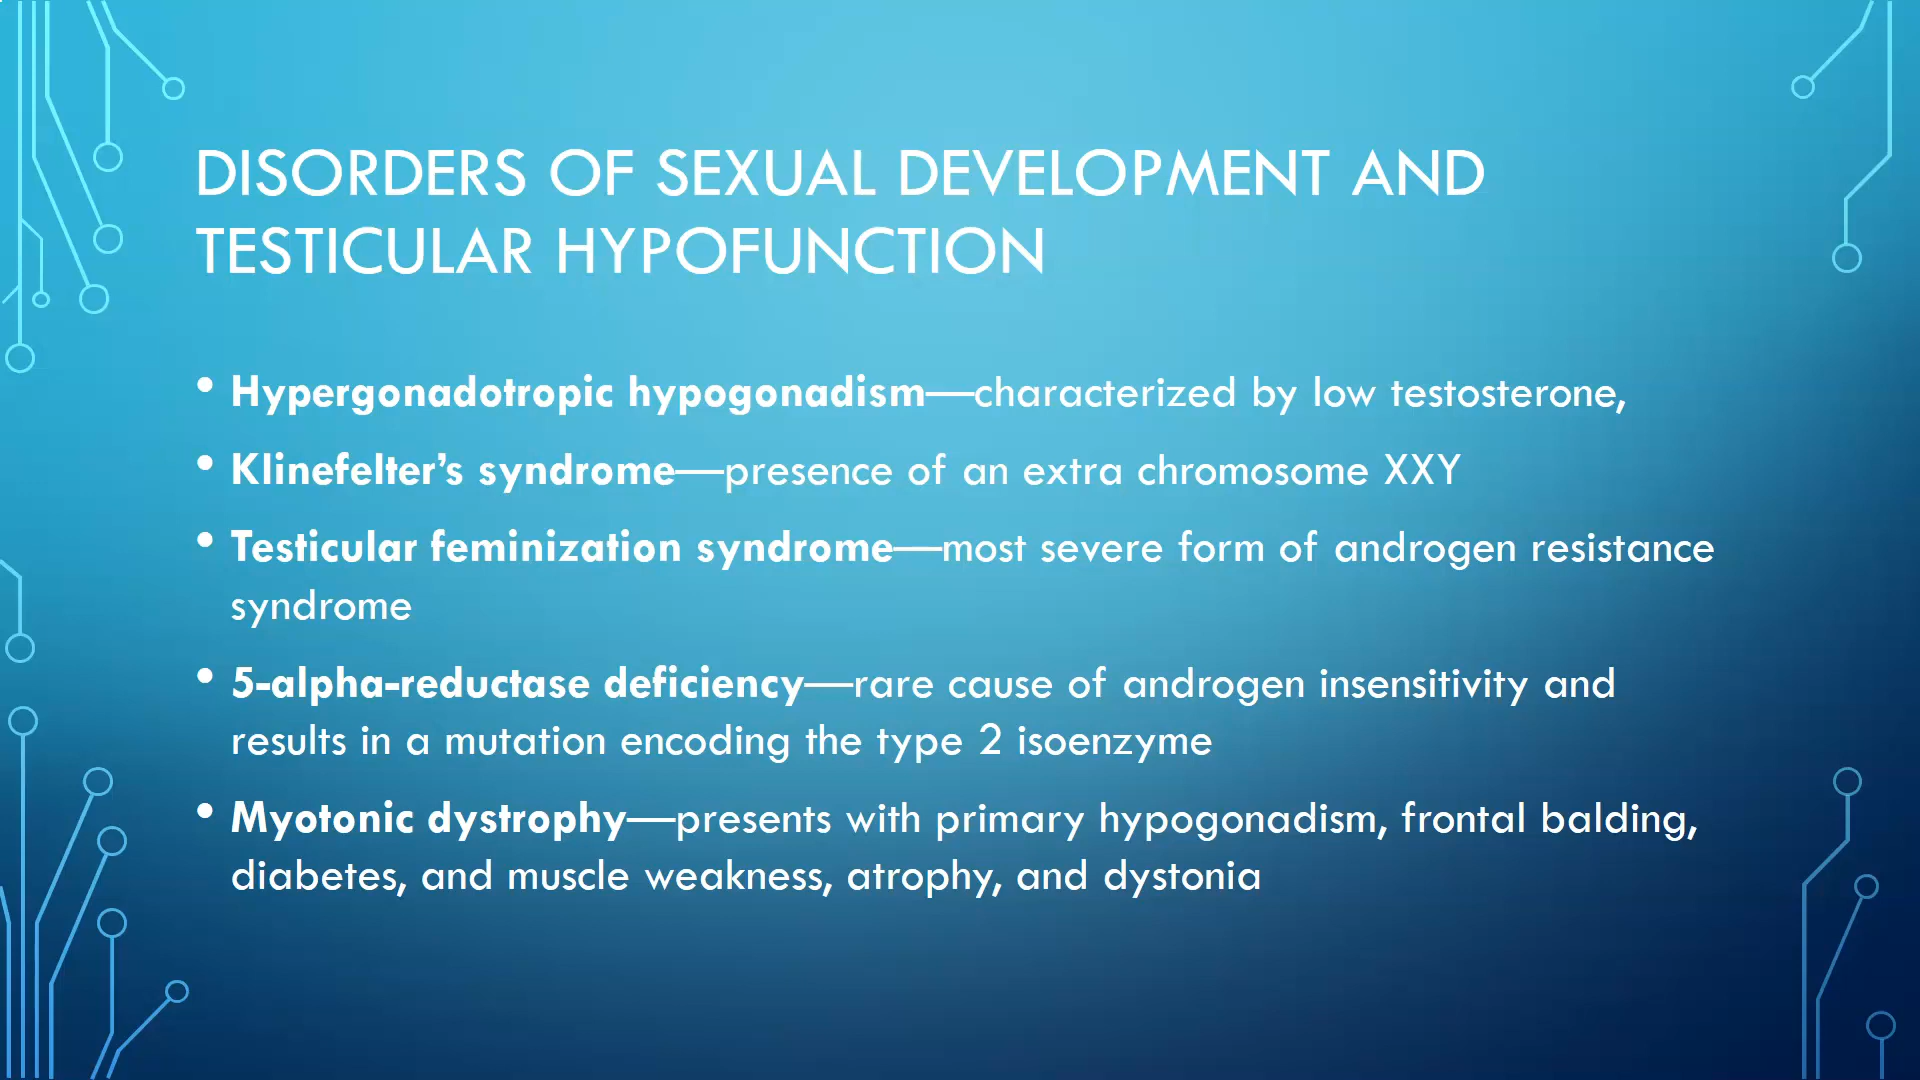 DISORDERS OF SEXUAL DEVELOPMENT AND
TESTICULAR HYPOFUNCTION
• Hypergonadotropic hypogonadism—characterized by low testosterone,
• Klinefelter’s syndrome—presence of an extra chromosome XXY
• Testicular feminization syndrome—most severe form of androgen resistance
syndrome
• 5-alpha-reductase deficiency—rare cause of androgen insensitivity and
results in a mutation encoding the type 2 isoenzyme
• Myotonic dystrophy—presents with primary hypogonadism, frontal balding,
diabetes, and muscle weakness, atrophy, and dystonia